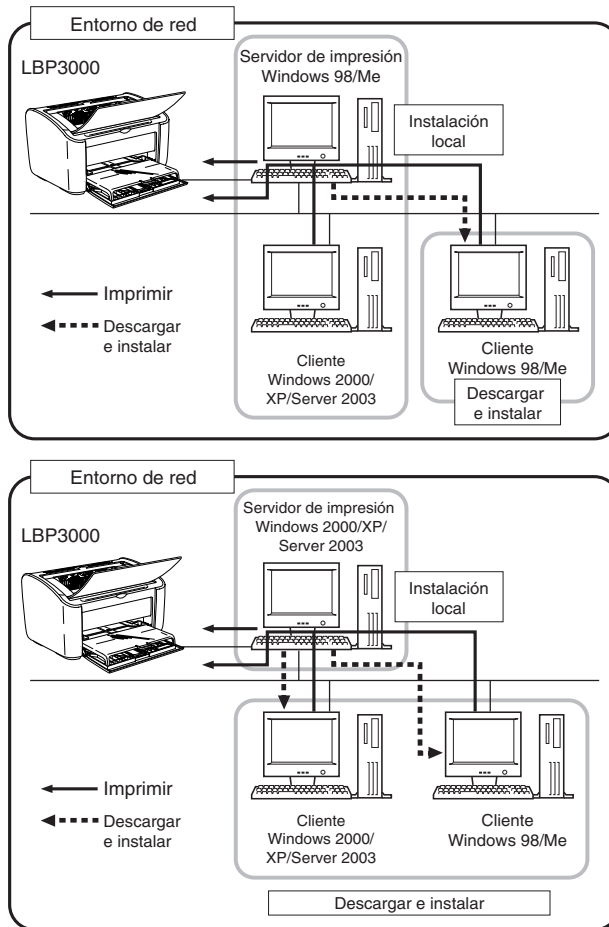 Entorno de red
LBP3000
Servidor de impresión
Windows 98/Me
Instalación
local
Imprimir
Descargar
e instalar
Cliente
Windows 2000/
XP/Server 2003
Cliente
Windows 98/Me
Descargar
e instalar
Entorno de red
LBP3000
Servidor de impresión
Windows 2000/XP/
Server 2003
Instalación
local
Imprimir
Descargar
e instalar
Cliente
Windows 2000/
XP/Server 2003
Cliente
Windows 98/Me
Descargar e instalar